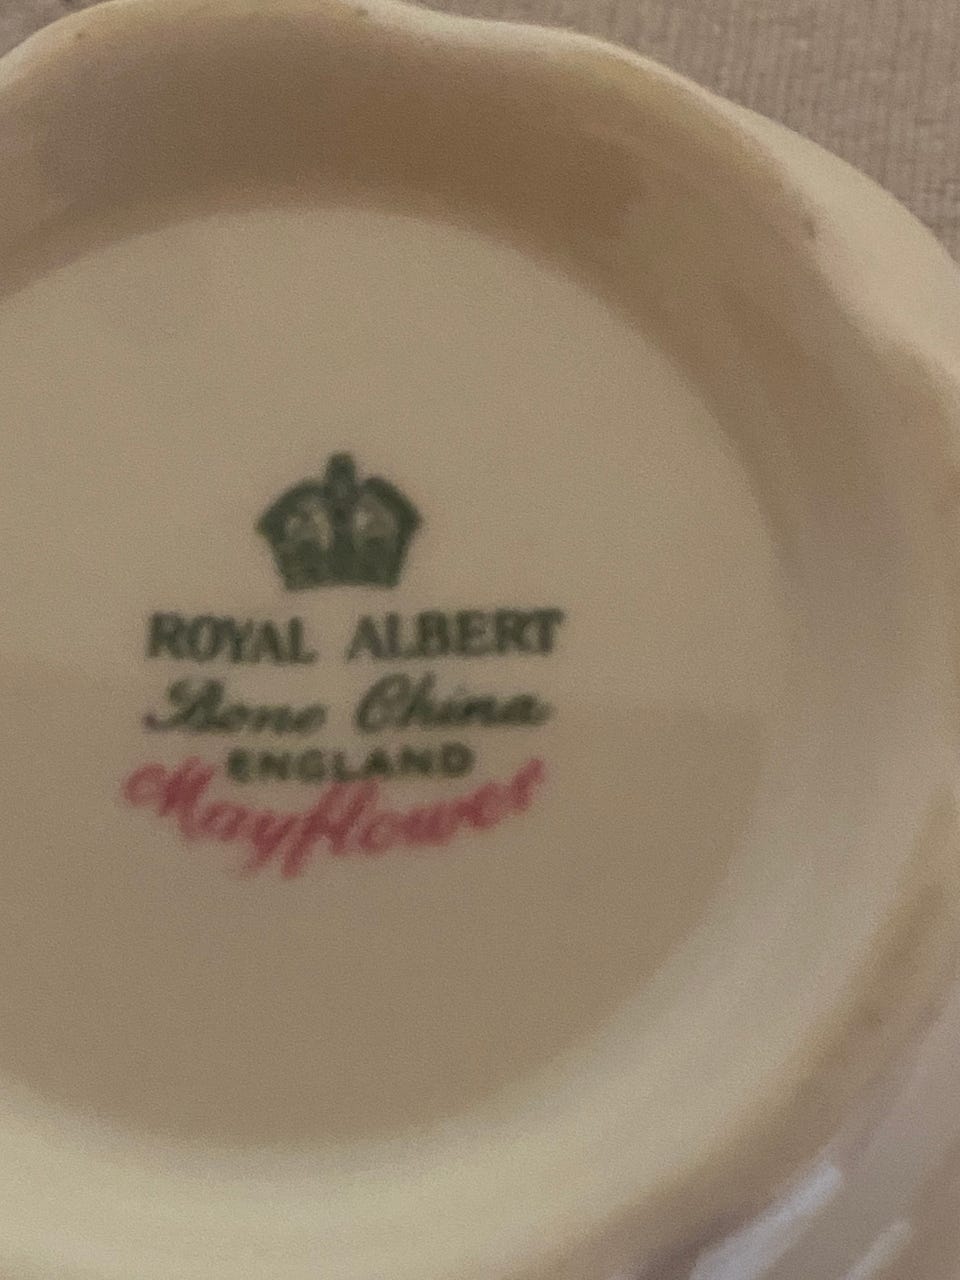 ROYAL ALBERT
Bone China
ENGLAND
Mayflower